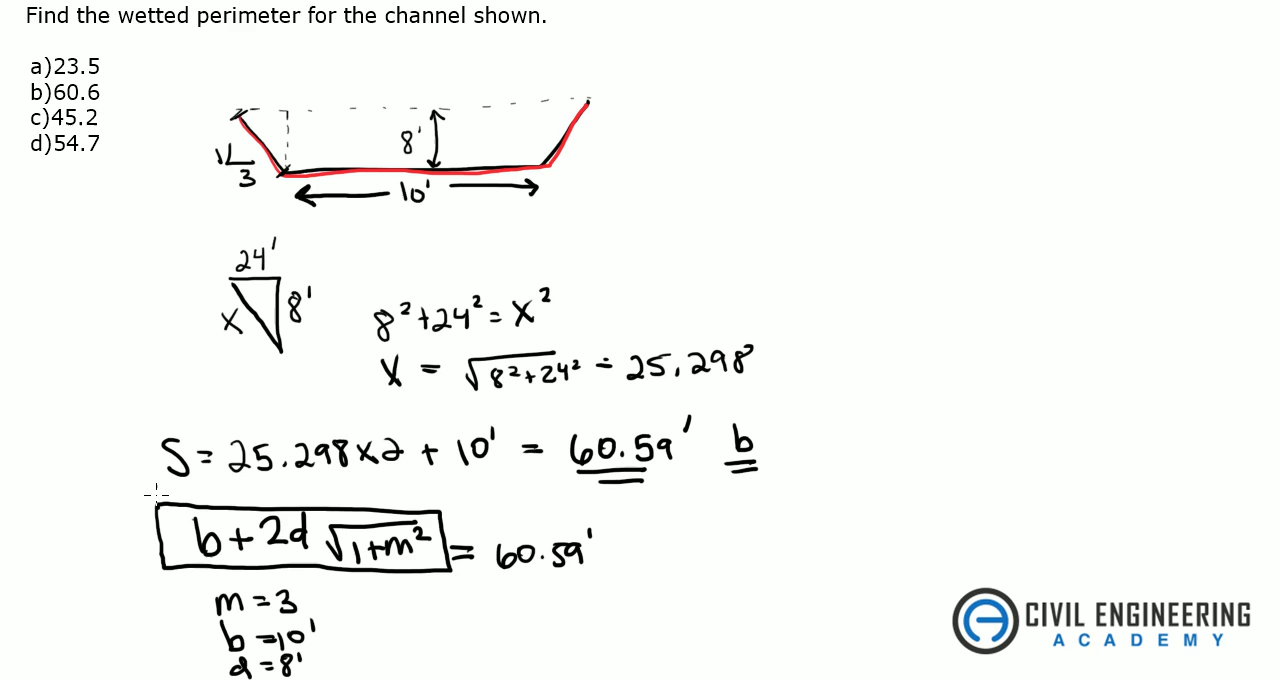 Find the wetted perimeter for the channel shown.
a)23.5
b)60.6
c)45.2
d)54.7
8'
1
3
10'
24'
x
8'
8² + 24² = x²
x = √8²+24² = 25.298'
S = 25.298 x 2 + 10' = 60.59' b
b + 2d √1+m² = 60.59'
m = 3
b = 10'
d = 8'
CIVIL ENGINEERING
ACADEMY